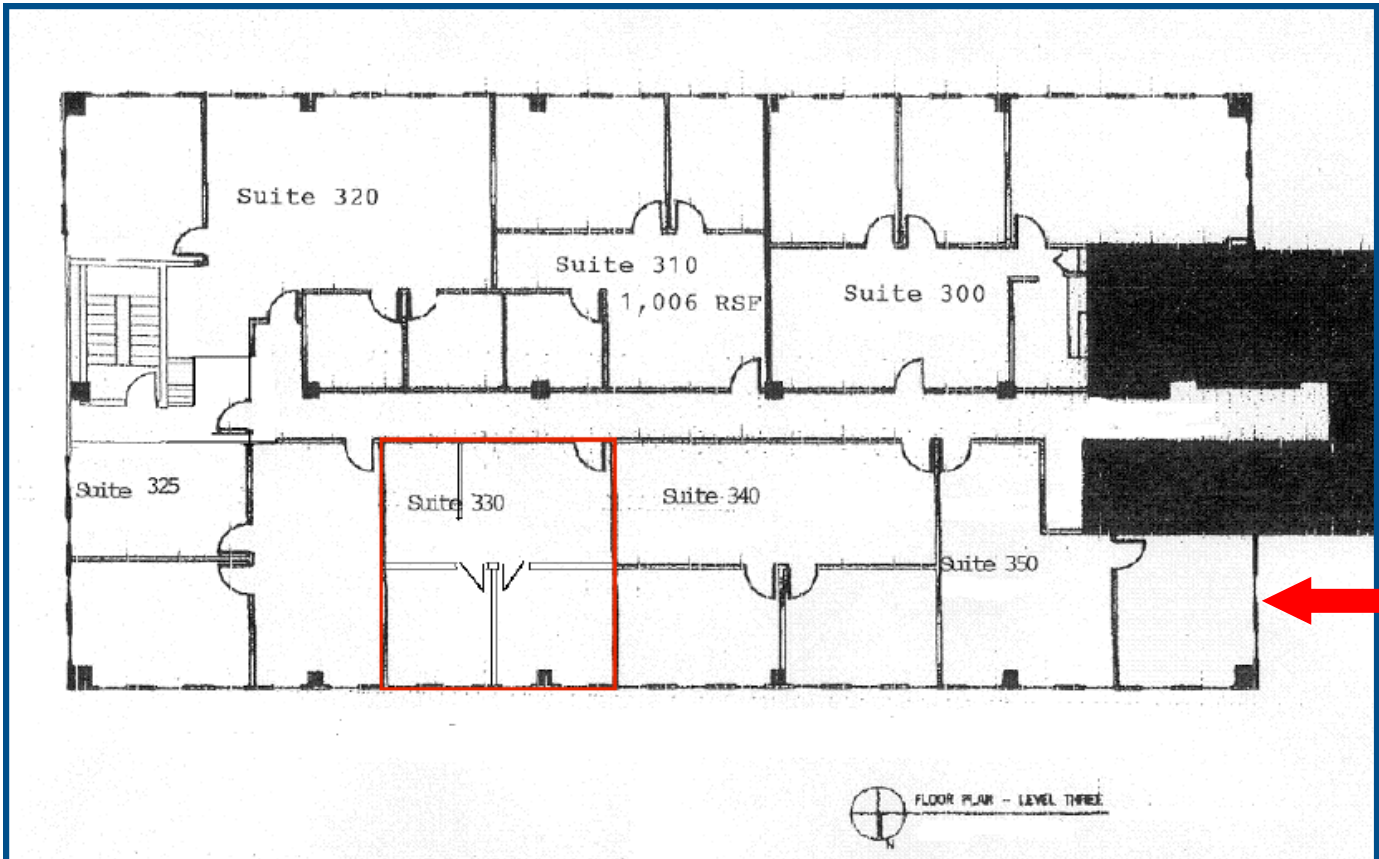 Suite 320
Suite 310
1,006 RSF
Suite 300
Suite 325
Suite 330
Suite 340
Suite 350
FLOOR PLAN - LEVEL THREE
N